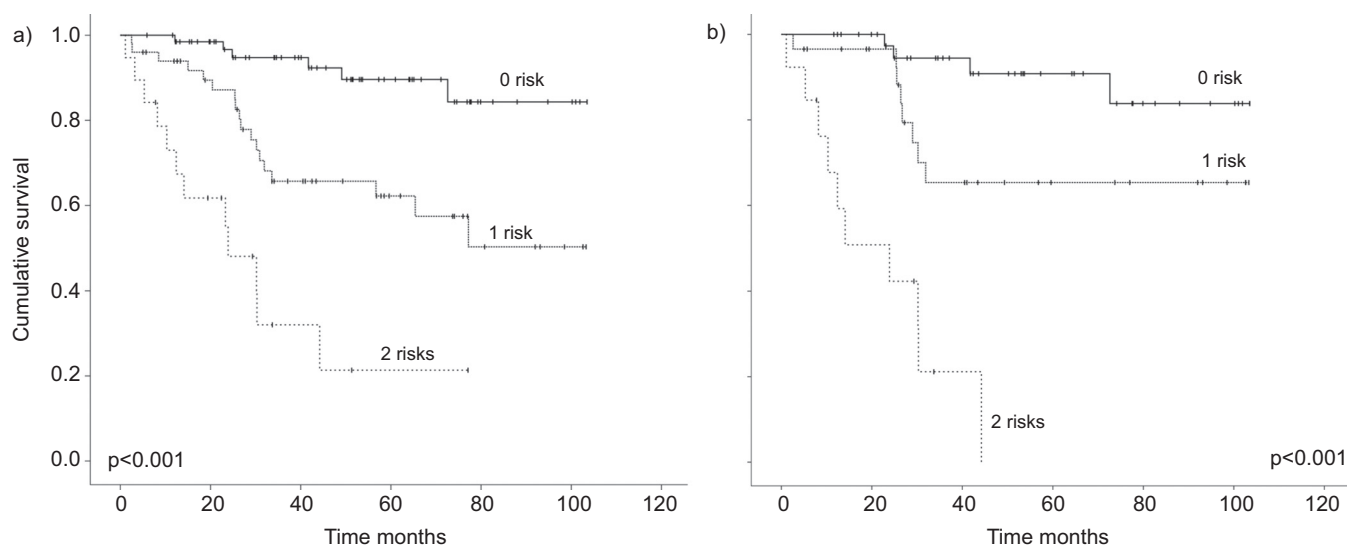 a)
Cumulative survival
1.0
0.8
0.6
0.4
0.2
0.0
0 risk
1 risk
2 risks
p<0.001
0 20 40 60 80 100 120
Time months
b)
0 risk
1 risk
2 risks
p<0.001
0 20 40 60 80 100 120
Time months